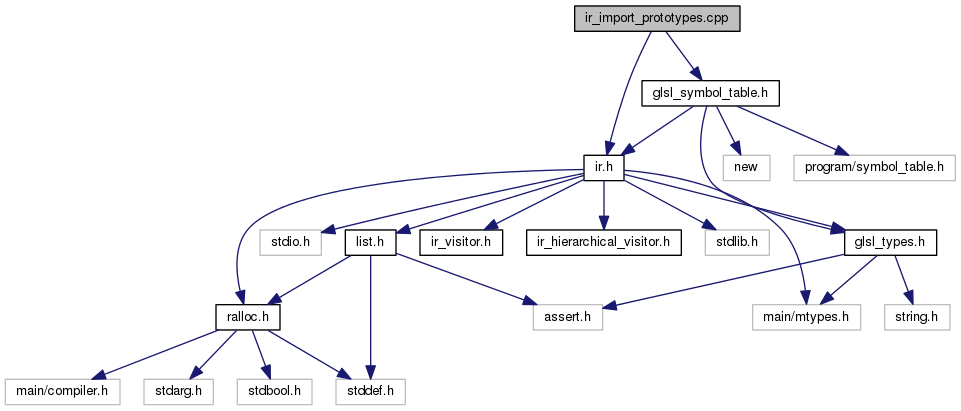 ir_import_prototypes.cpp
glsl_symbol_table.h
ir.h
new
program/symbol_table.h
stdio.h
list.h
ir_visitor.h
ir_hierarchical_visitor.h
stdlib.h
glsl_types.h
ralloc.h
assert.h
main/mtypes.h
string.h
main/compiler.h
stdarg.h
stdbool.h
stddef.h